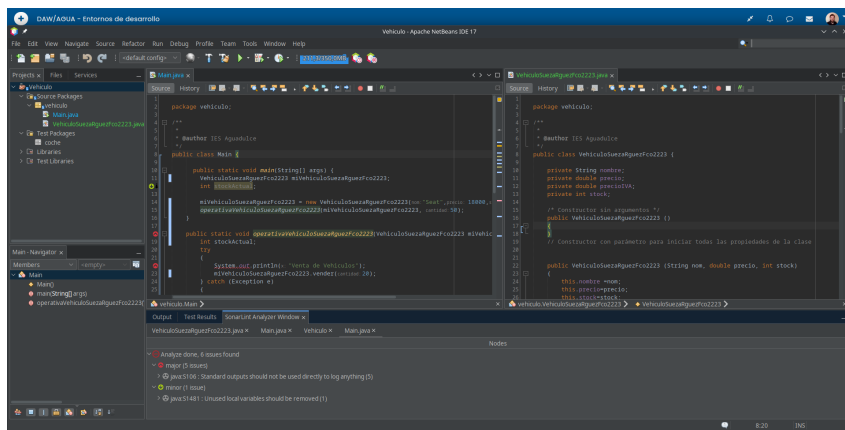 DAW/AGUA - Entornos de desarrollo
Vehiculo - Apache NetBeans IDE 17
File Edit View Navigate Source Refactor Run Debug Profile Team Tools Window Help
<default config>
Projects × Files Services
Vehiculo
Source Packages
vehiculo
Main.java
VehiculoSuezaRguezFco2223.java
Test Packages
coche
Libraries
Test Libraries
Main.java ×
Source History
package vehiculo;
/**
*
* @author IES Aguadulce
*/
public class Main {
public static void main(String[] args) {
VehiculoSuezaRguezFco2223 miVehiculoSuezaRguezFco2223;
int stockActual;
miVehiculoSuezaRguezFco2223 = new VehiculoSuezaRguezFco2223("Seat", 18000,
operativaVehiculoSuezaRguezFco2223(miVehiculoSuezaRguezFco2223, 50);
}
public static void operativaVehiculoSuezaRguezFco2223(VehiculoSuezaRguezFco2223 miVehic
int stockActual;
try
{
System.out.println("Venta de Vehiculos");
miVehiculoSuezaRguezFco2223.vender(20);
} catch (Exception e)
{
vehiculo.Main
VehiculoSuezaRguezFco2223.java ×
Source History
package vehiculo;
/**
*
* @author IES Aguadulce
*/
public class VehiculoSuezaRguezFco2223 {
private String nombre;
private double precio;
private double precioIVA;
private int stock;
/* Constructor sin argumentos */
public VehiculoSuezaRguezFco2223 ()
{
}
// Constructor con parámetros para iniciar todas las propiedades de la clase
public VehiculoSuezaRguezFco2223 (String nom, double precio, int stock)
{
this.nombre =nom;
this.precio=precio;
this.stock=stock;
vehiculo.VehiculoSuezaRguezFco2223 VehiculoSuezaRguezFco2223
Main - Navigator ×
Members <empty>
Main
Main()
main(String[] args)
operativaVehiculoSuezaRguezFco2223(
Output Test Results SonarLint Analyzer Window ×
VehiculoSuezaRguezFco2223.java × Main.java × Vehiculo × Main.java ×
Nodes
Analyze done, 6 issues found
major (5 issues)
java:S106 : Standard outputs should not be used directly to log anything (5)
minor (1 issue)
java:S1481 : Unused local variables should be removed (1)
8:20 INS